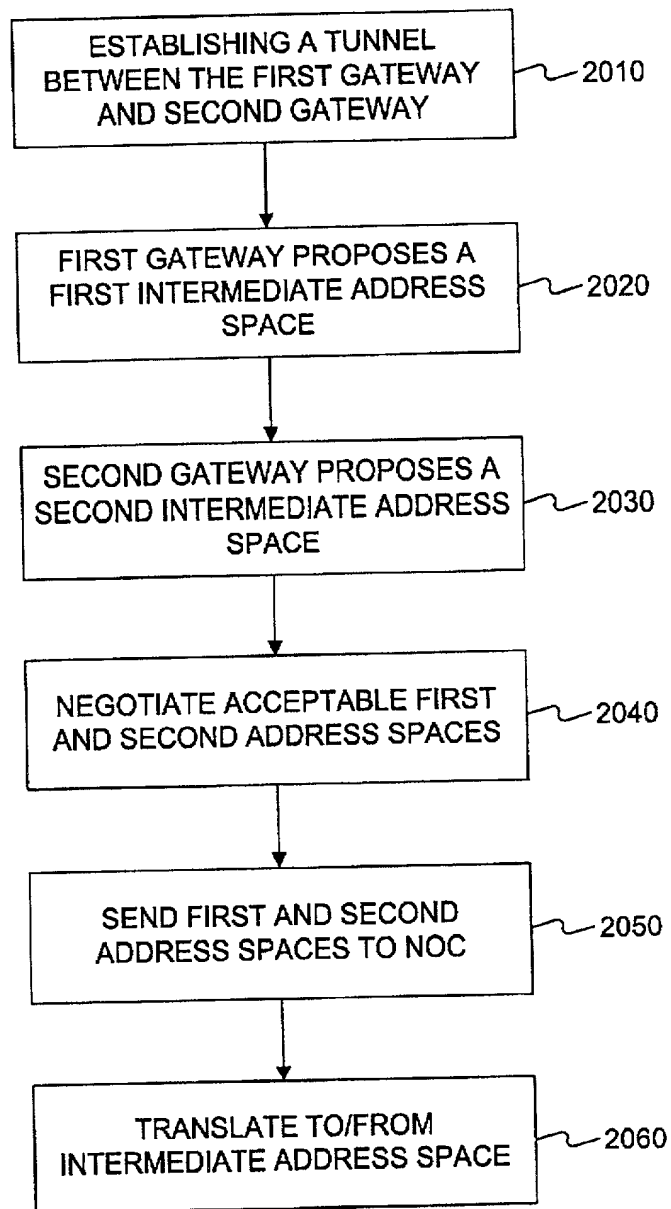 ESTABLISHING A TUNNEL
BETWEEN THE FIRST GATEWAY
AND SECOND GATEWAY
2010
FIRST GATEWAY PROPOSES A
FIRST INTERMEDIATE ADDRESS
SPACE
2020
SECOND GATEWAY PROPOSES A
SECOND INTERMEDIATE ADDRESS
SPACE
2030
NEGOTIATE ACCEPTABLE FIRST
AND SECOND ADDRESS SPACES
2040
SEND FIRST AND SECOND
ADDRESS SPACES TO NOC
2050
TRANSLATE TO/FROM
INTERMEDIATE ADDRESS SPACE
2060